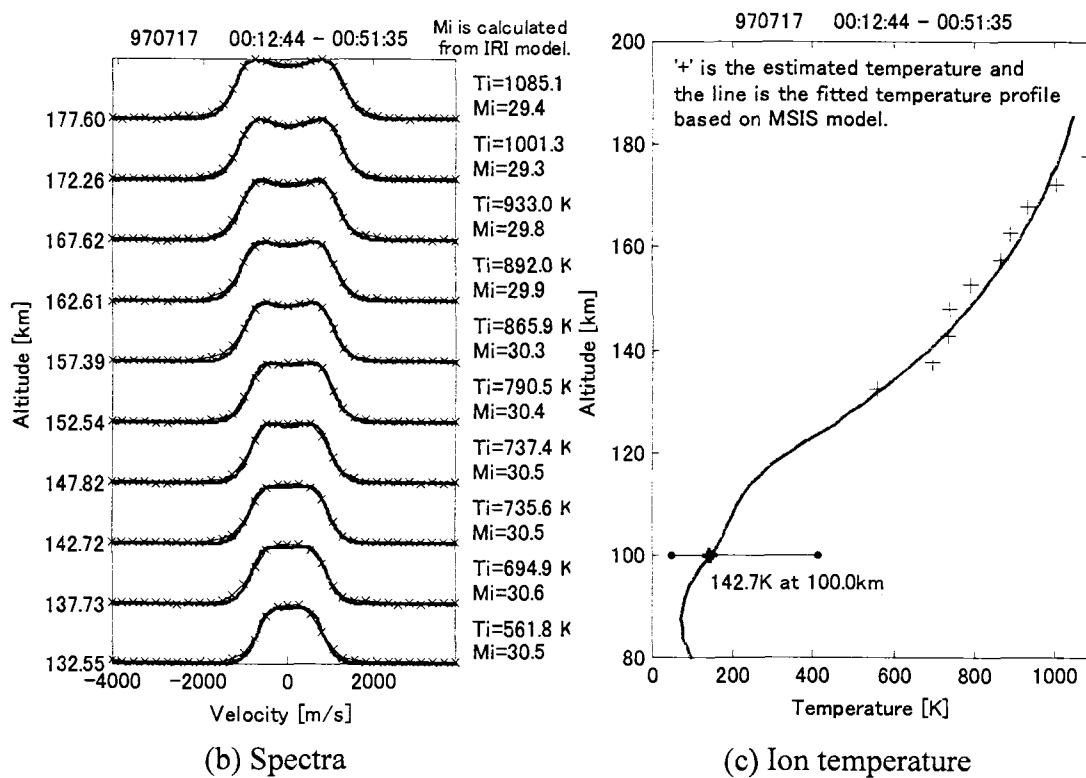 970717 00:12:44 – 00:51:35
Mi is calculated
from IRI model.
Altitude [km]
177.60
172.26
167.62
162.61
157.39
152.54
147.82
142.72
137.73
132.55
Ti=1085.1
Mi=29.4
Ti=1001.3
Mi=29.3
Ti=933.0 K
Mi=29.8
Ti=892.0 K
Mi=29.9
Ti=865.9 K
Mi=30.3
Ti=790.5 K
Mi=30.4
Ti=737.4 K
Mi=30.5
Ti=735.6 K
Mi=30.5
Ti=694.9 K
Mi=30.6
Ti=561.8 K
Mi=30.5
-4000 -2000 0 2000
Velocity [m/s]
(b) Spectra
970717 00:12:44 – 00:51:35
'+' is the estimated temperature and
the line is the fitted temperature profile
based on MSIS model.
Altitude [km]
200
180
160
140
120
100
80
142.7K at 100.0km
0 200 400 600 800 1000
Temperature [K]
(c) Ion temperature